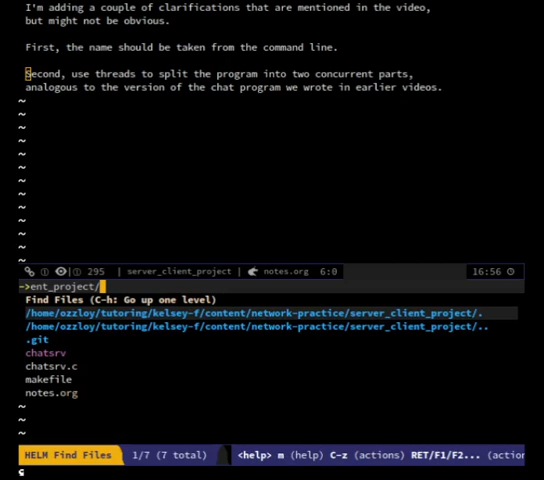 I'm adding a couple of clarifications that are mentioned in the video,
but might not be obvious.
First, the name should be taken from the command line.
Second, use threads to split the program into two concurrent parts,
analogous to the version of the chat program we wrote in earlier videos.
~
~
~
~
~
~
~
~
~
~
~
~
~
① ① 295 | server_client_project | notes.org 6:0 16:56
->ent_project/
Find Files (C-h: Go up one level)
/home/ozzloy/tutoring/kelsey-f/content/network-practice/server_client_project/.
/home/ozzloy/tutoring/kelsey-f/content/network-practice/server_client_project/..
.git
chatsrv
chatsrv.c
makefile
notes.org
~
~
~
HELM Find Files 1/7 (7 total) <help> m (help) C-z (actions) RET/F1/F2... (action